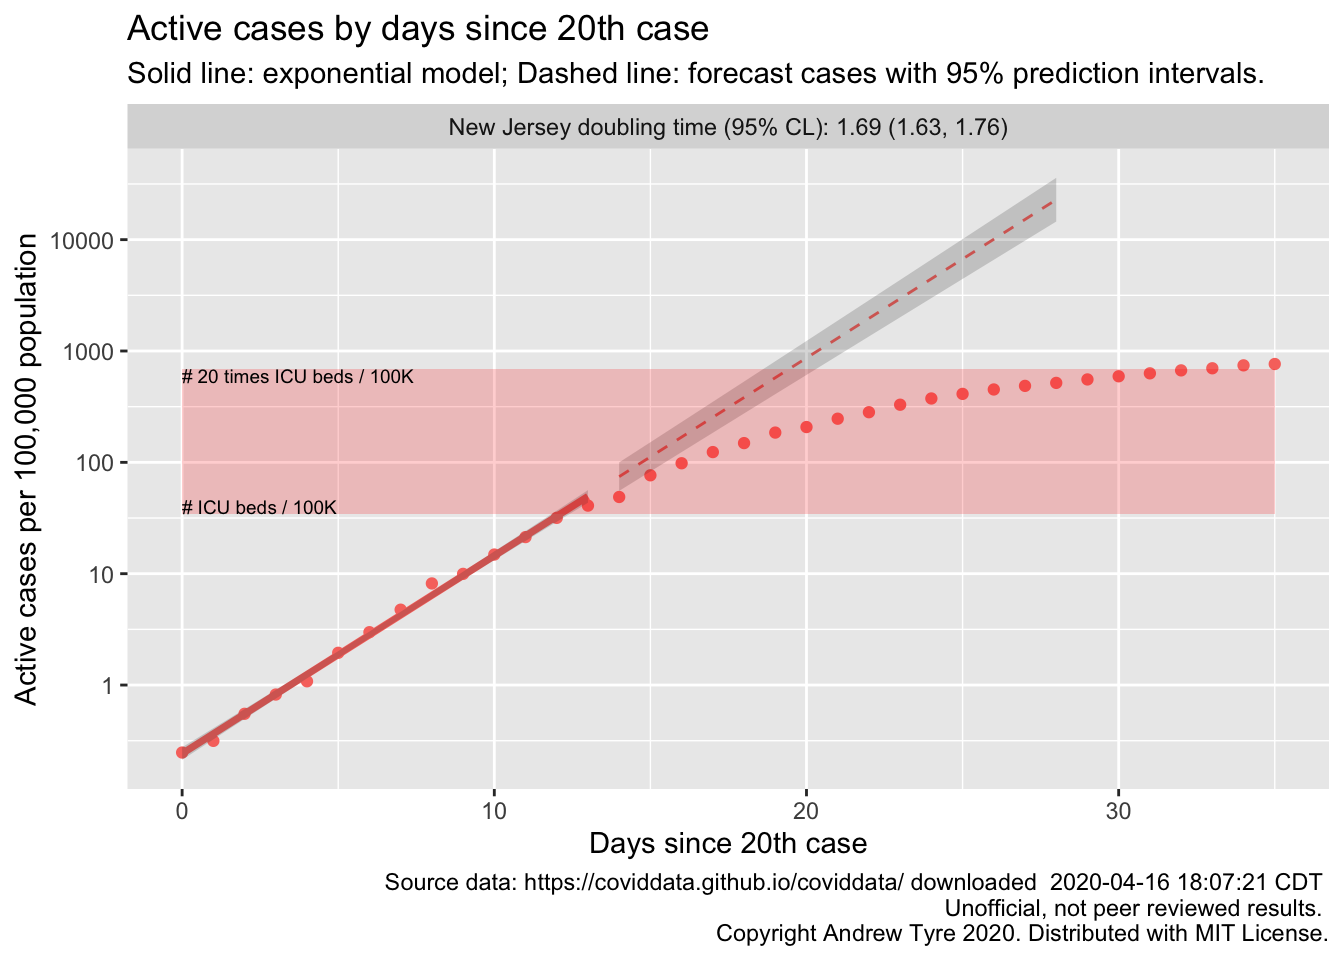 Active cases by days since 20th case
Solid line: exponential model; Dashed line: forecast cases with 95% prediction intervals.
New Jersey doubling time (95% CL): 1.69 (1.63, 1.76)
Active cases per 100,000 population
10000
1000
100
10
1
# 20 times ICU beds / 100K
# ICU beds / 100K
0
10
20
30
Days since 20th case
Source data: https://coviddata.github.io/coviddata/ downloaded  2020-04-16 18:07:21 CDT
Unofficial, not peer reviewed results.
Copyright Andrew Tyre 2020. Distributed with MIT License.